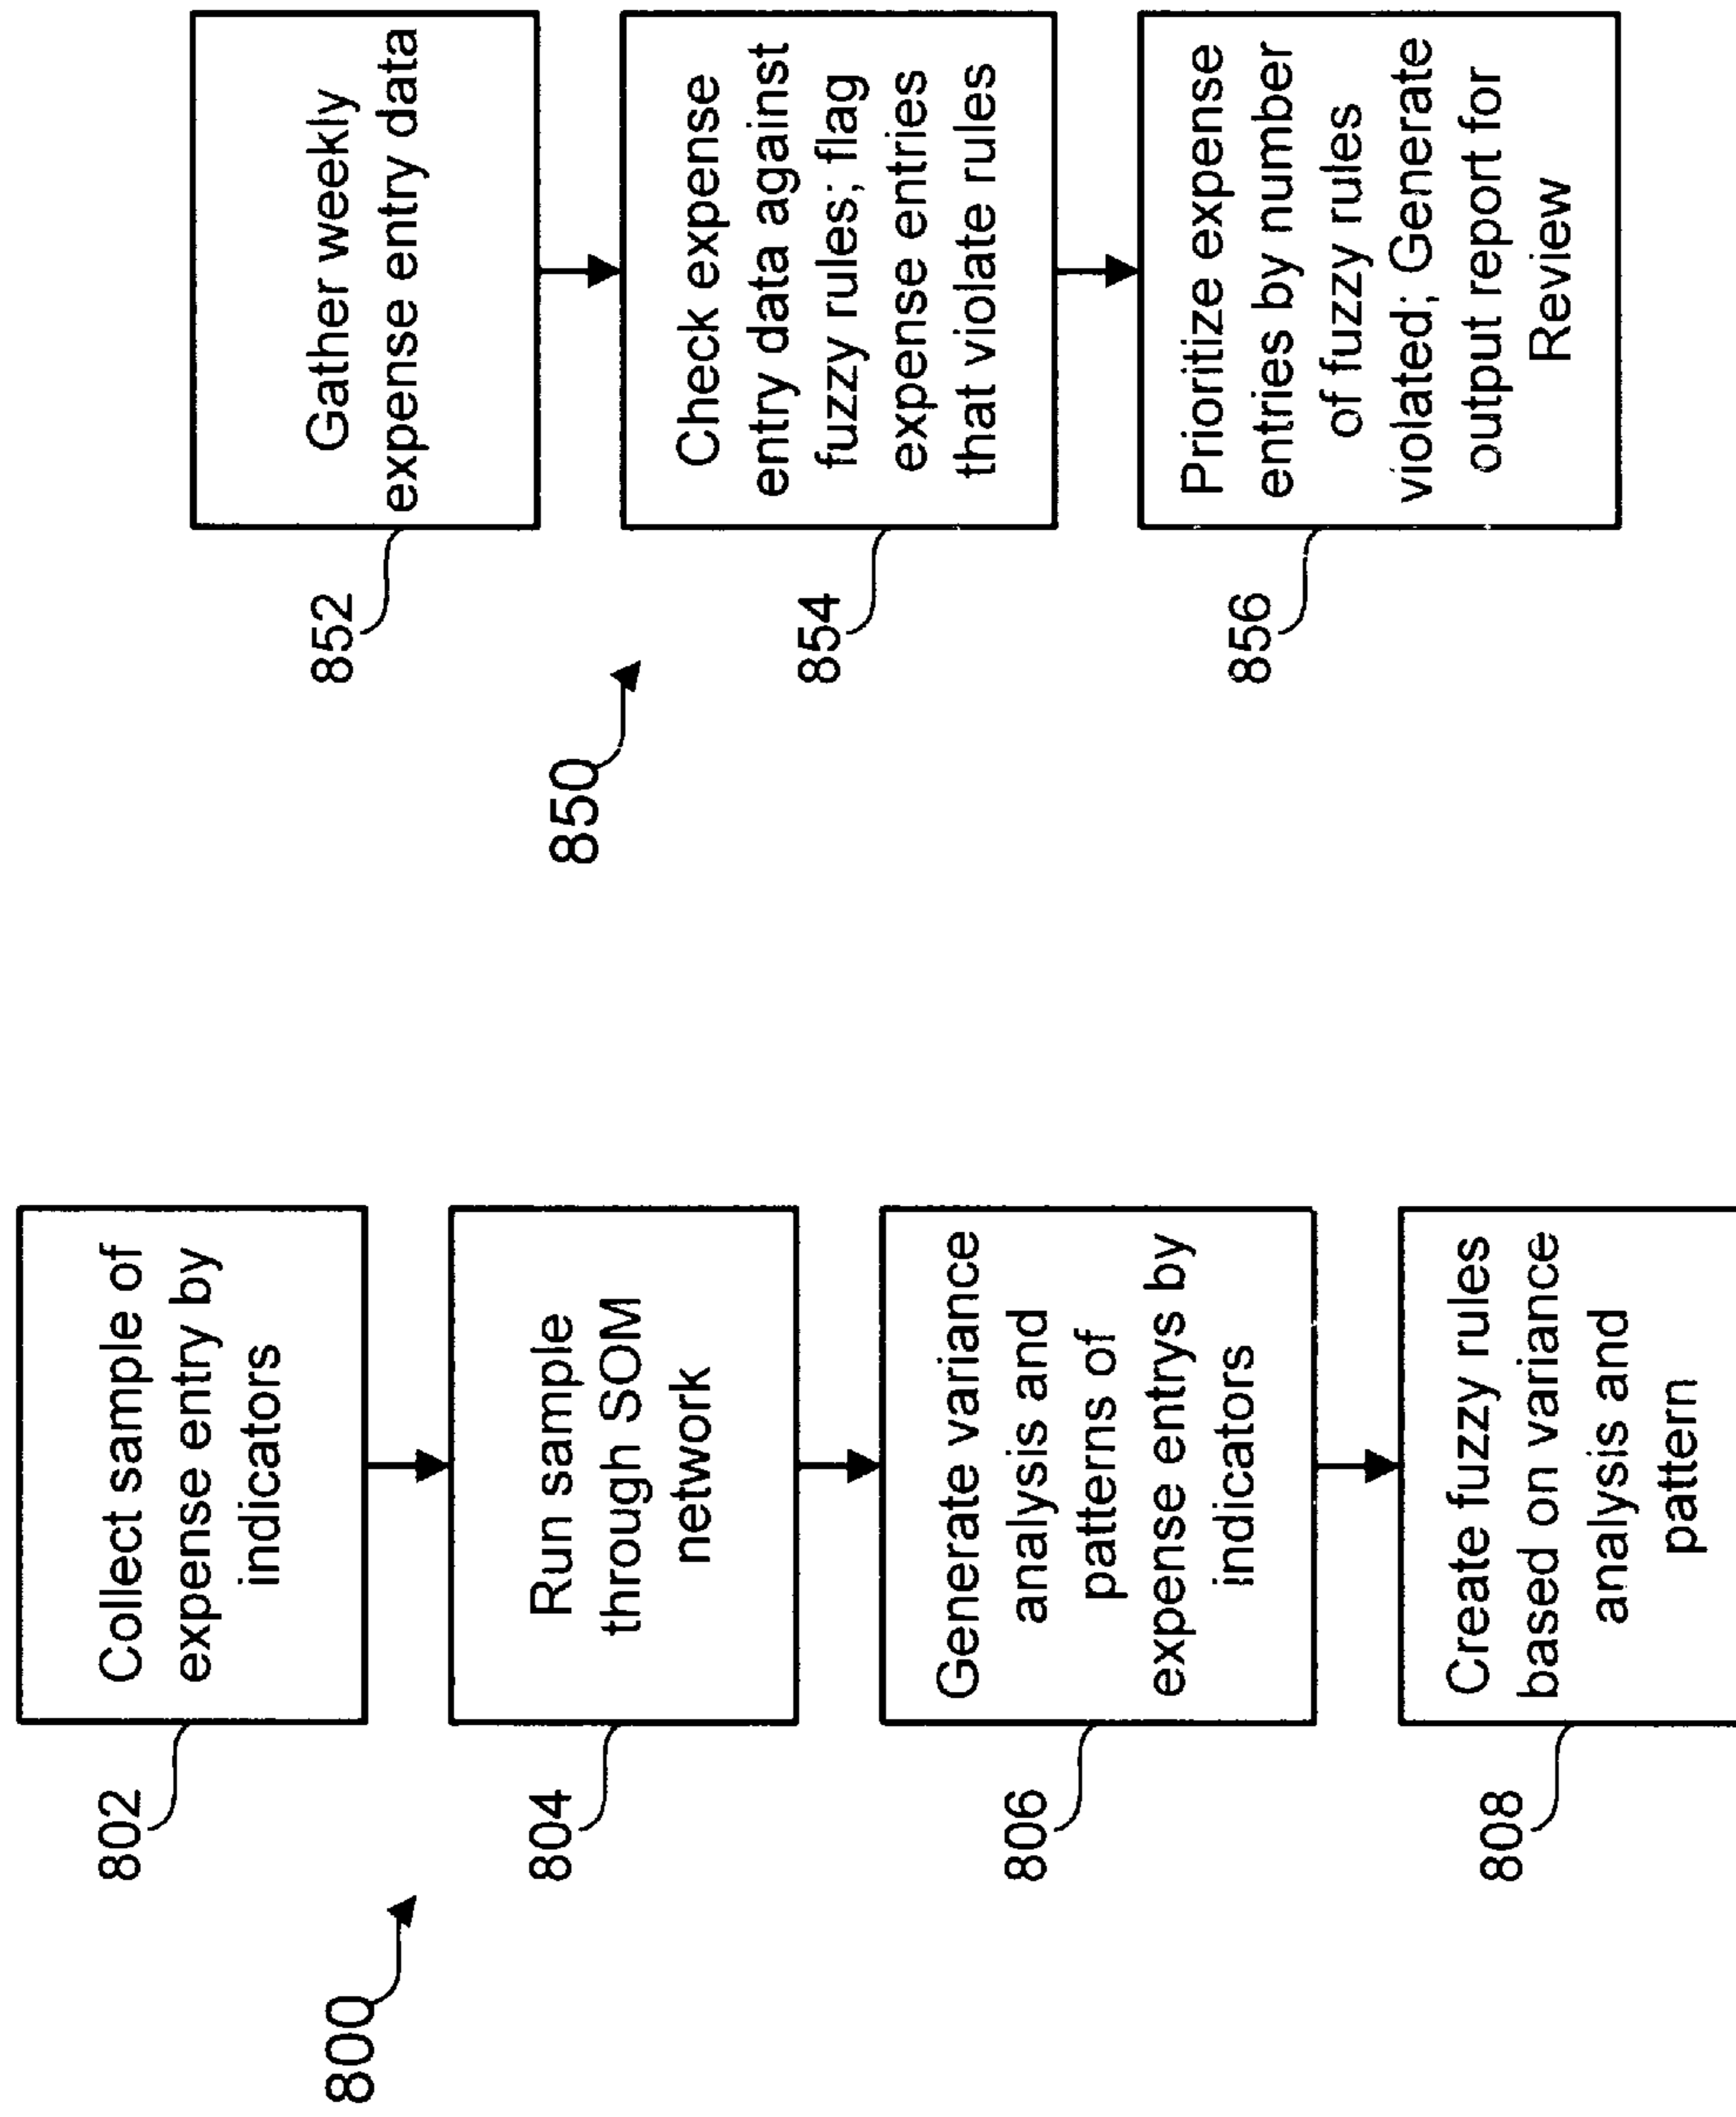 800
802
Collect sample of
expense entry by
indicators
804
Run sample
through SOM
network
806
Generate variance
analysis and
patterns of
expense entrys by
indicators
808
Create fuzzy rules
based on variance
analysis and
pattern
850
852
Gather weekly
expense entry data
854
Check expense
entry data against
fuzzy rules; flag
expense entries
that violate rules
856
Prioritize expense
entries by number
of fuzzy rules
violated; Generate
output report for
Review